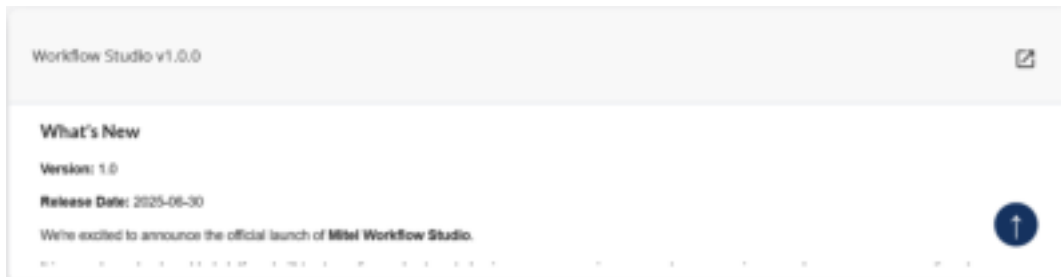 Workflow Studio v1.0.0
What's New
Version: 1.0
Release Date: 2025-06-30
We're excited to announce the official launch of Mitel Workflow Studio.